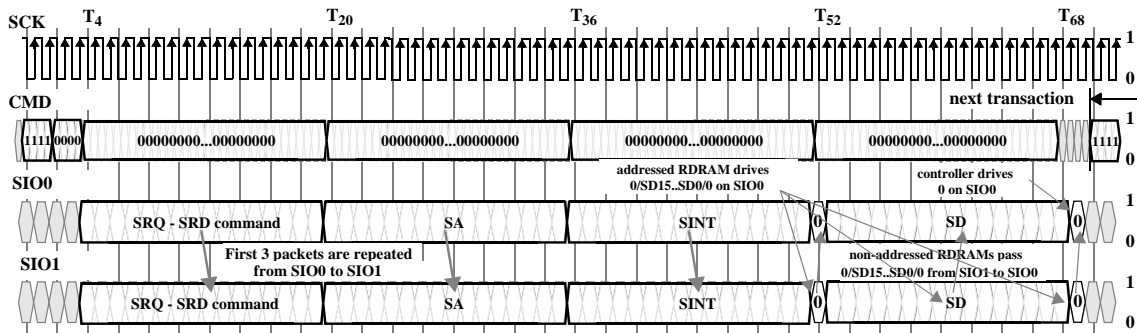 SCK T4 T20 T36 T52 T68
1
0
next transaction
CMD
1
1111 0000 00000000...00000000 00000000...00000000 00000000...00000000 00000000...00000000 1111
0
addressed RDRAM drives
0/SD15..SD0/0 on SIO0
controller drives
0 on SIO0
SIO0
1
SRQ - SRD command SA SINT 0 SD 0
0
First 3 packets are repeated
from SIO0 to SIO1
non-addressed RDRAMs pass
0/SD15..SD0/0 from SIO1 to SIO0
SIO1
1
SRQ - SRD command SA SINT 0 SD 0
0